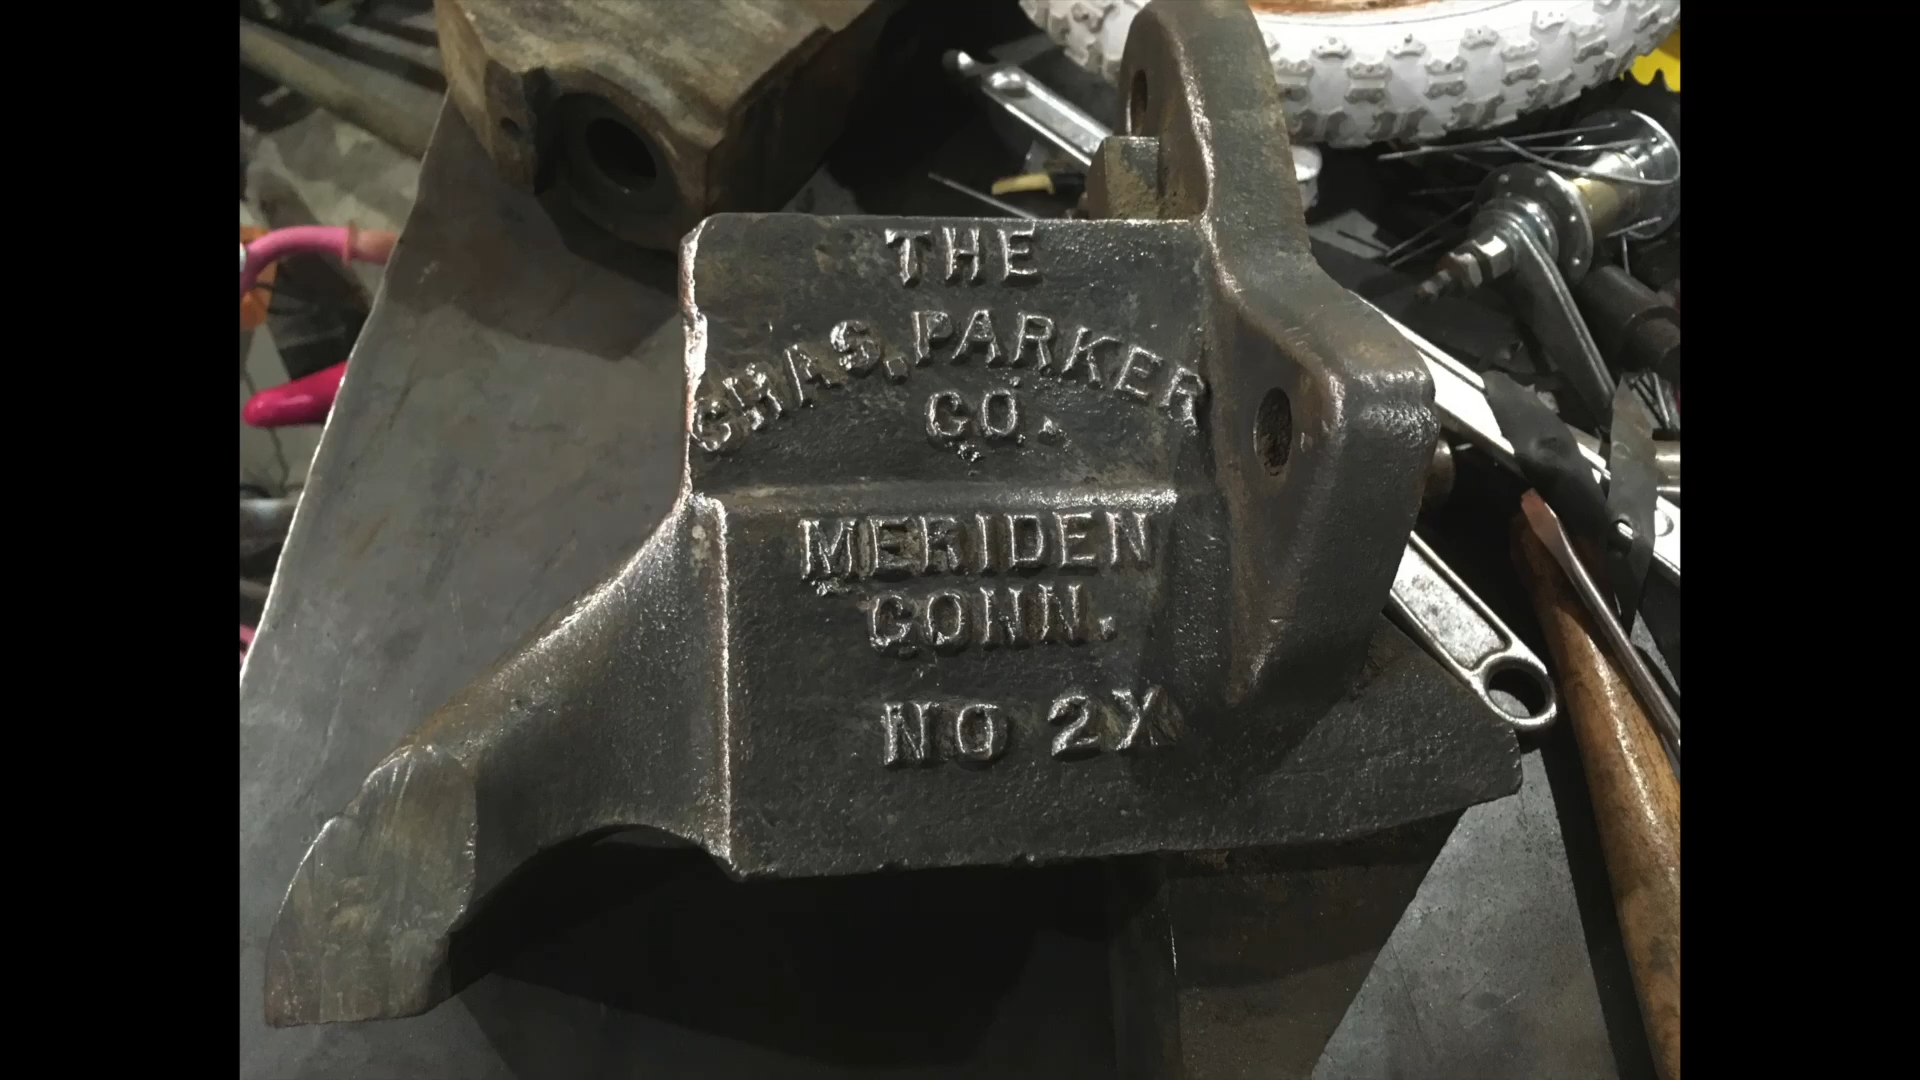 THE
CHAS. PARKER
CO.
MERIDEN
CONN.
NO 2X